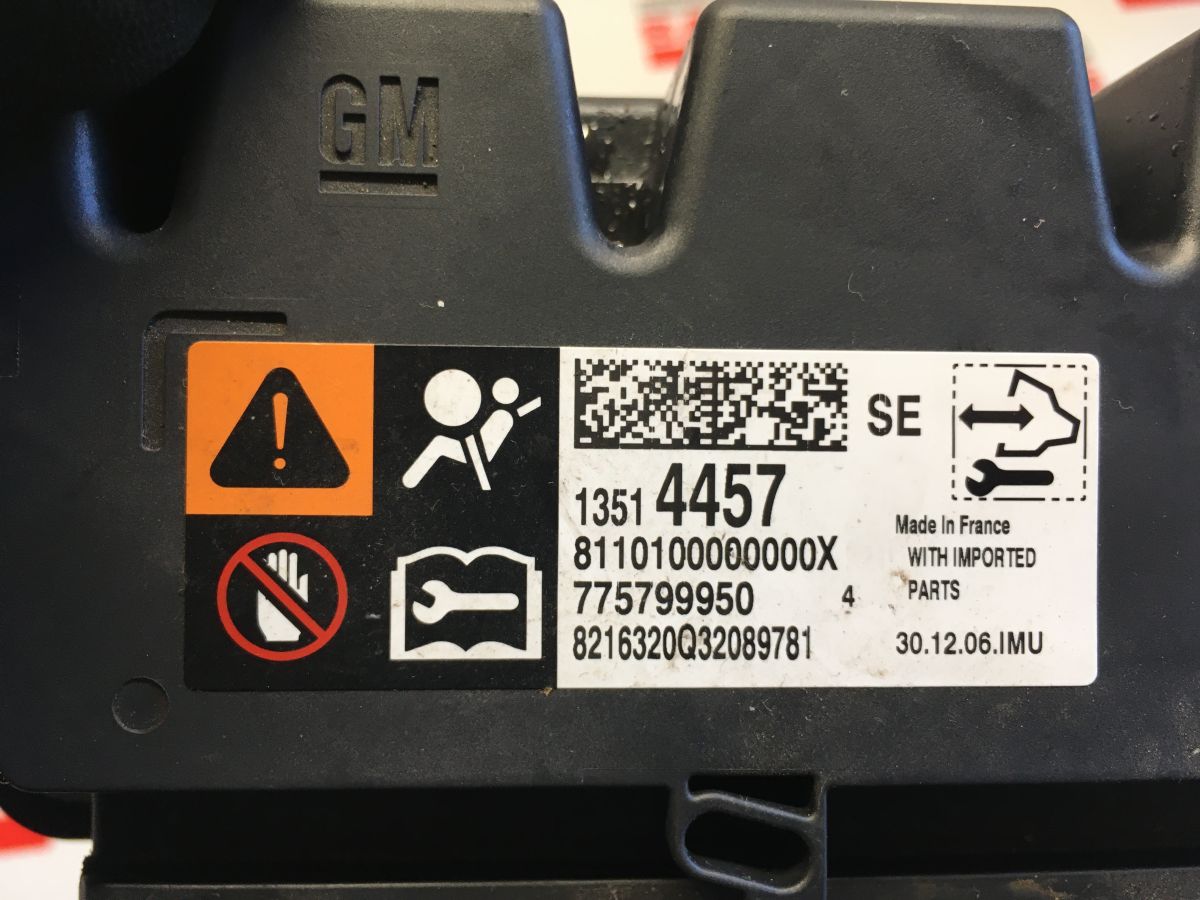 GM
SE
1351 4457
8110100000000X
775799950 4
8216320Q32089781
Made In France
WITH IMPORTED
PARTS
30.12.06.IMU